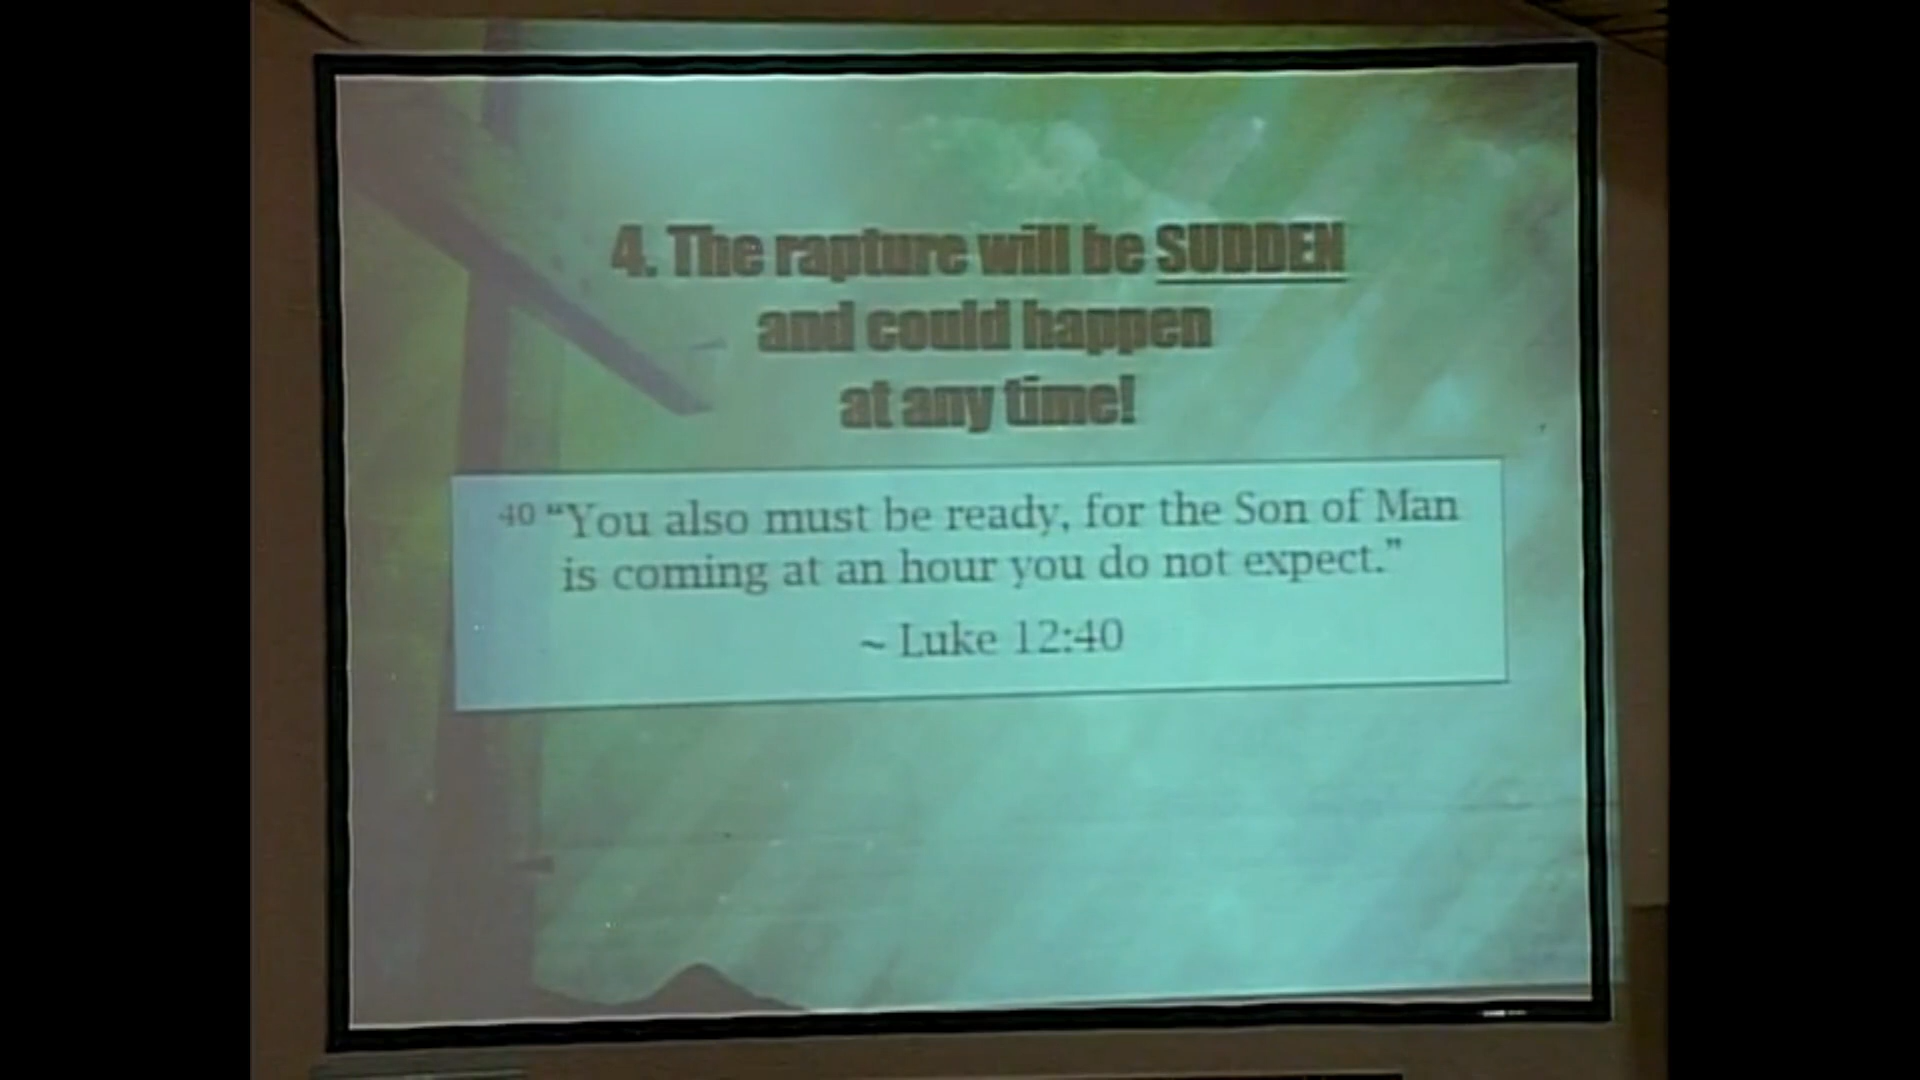 4. The rapture will be SUDDEN
and could happen
at any time!
40 “You also must be ready, for the Son of Man
is coming at an hour you do not expect.”
~ Luke 12:40